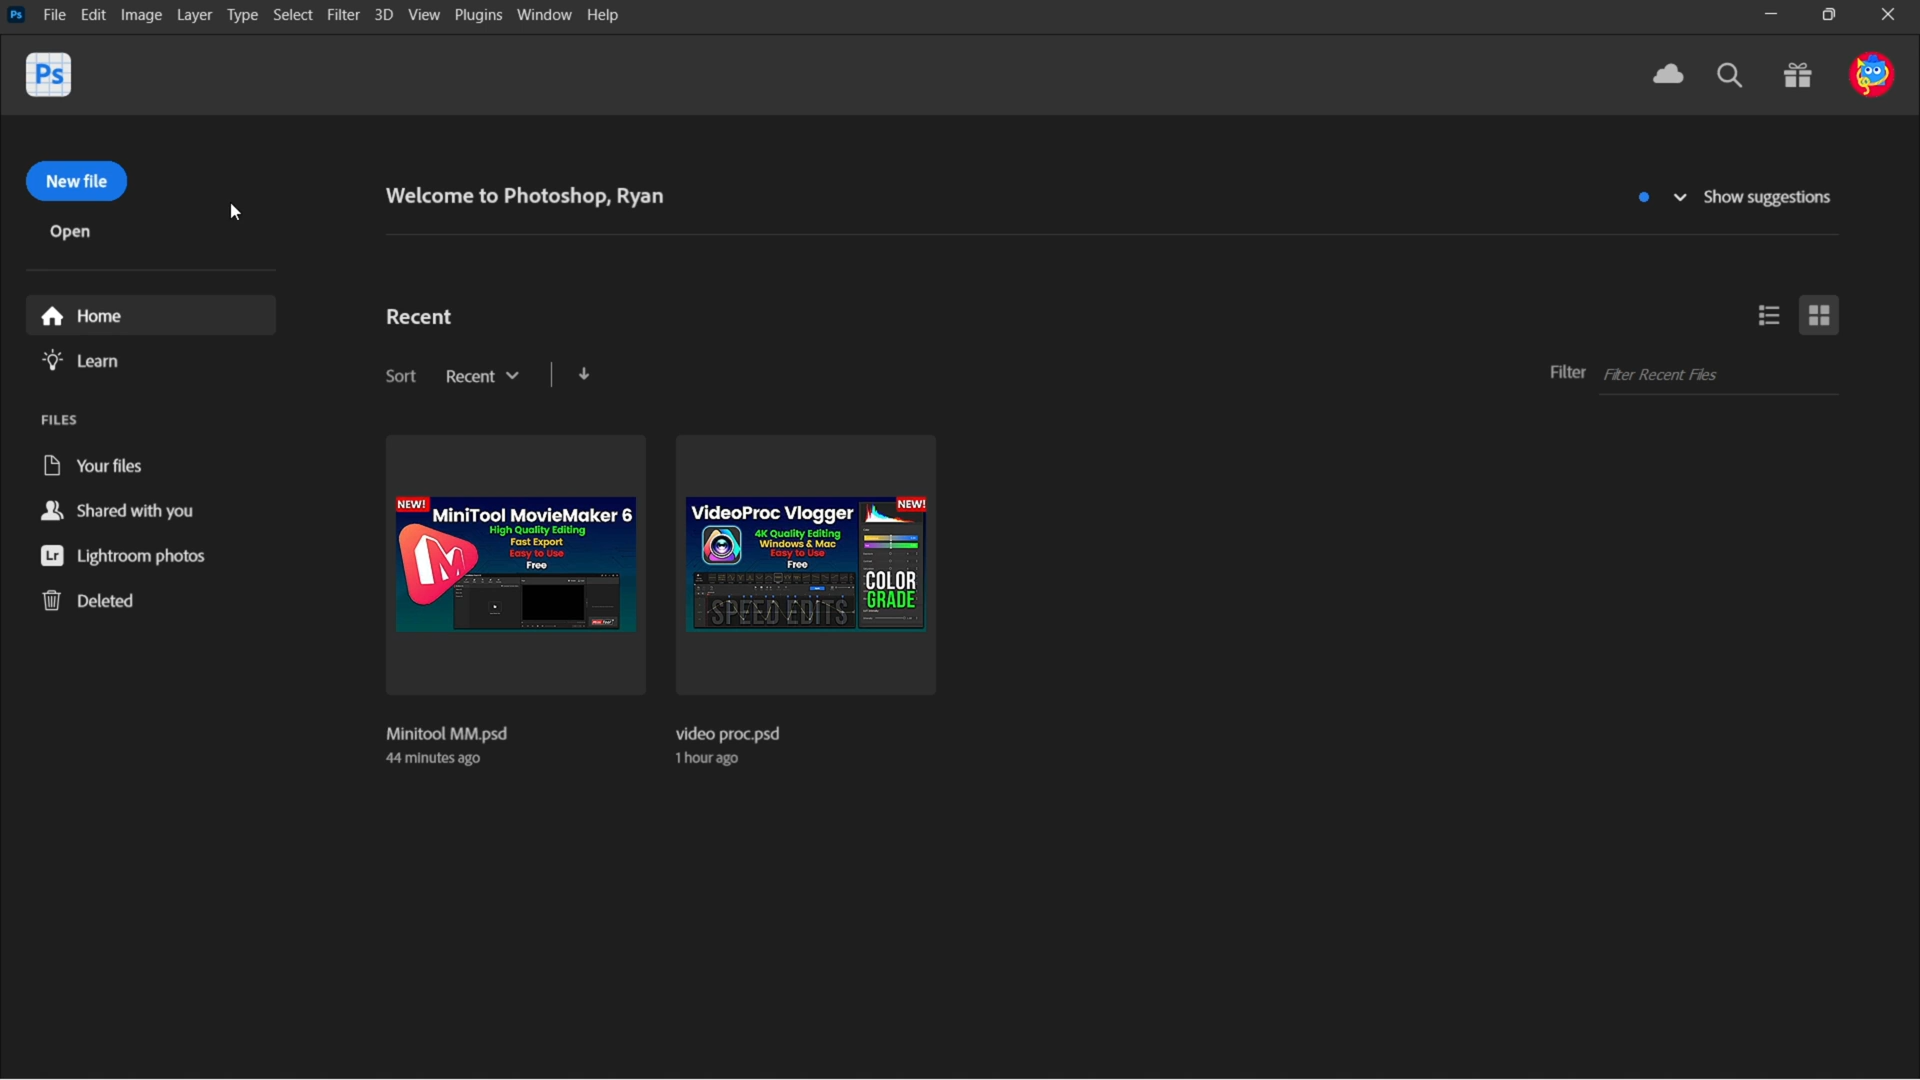 Ps File Edit Image Layer Type Select Filter 3D View Plugins Window Help
Ps
New file
Open
Welcome to Photoshop, Ryan
Show suggestions
Home
Learn
FILES
Your files
Shared with you
Lr Lightroom photos
Deleted
Recent
Sort Recent
Filter Filter Recent Files
NEW!
MiniTool MovieMaker 6
High Quality Editing
Fast Export
Easy to Use
Free
NEW!
VideoProc Vlogger
4K Quality Editing
Windows & Mac
Easy to Use
Free
SPEED EDITS
COLOR
GRADE
Minitool MM.psd
44 minutes ago
video proc.psd
1 hour ago